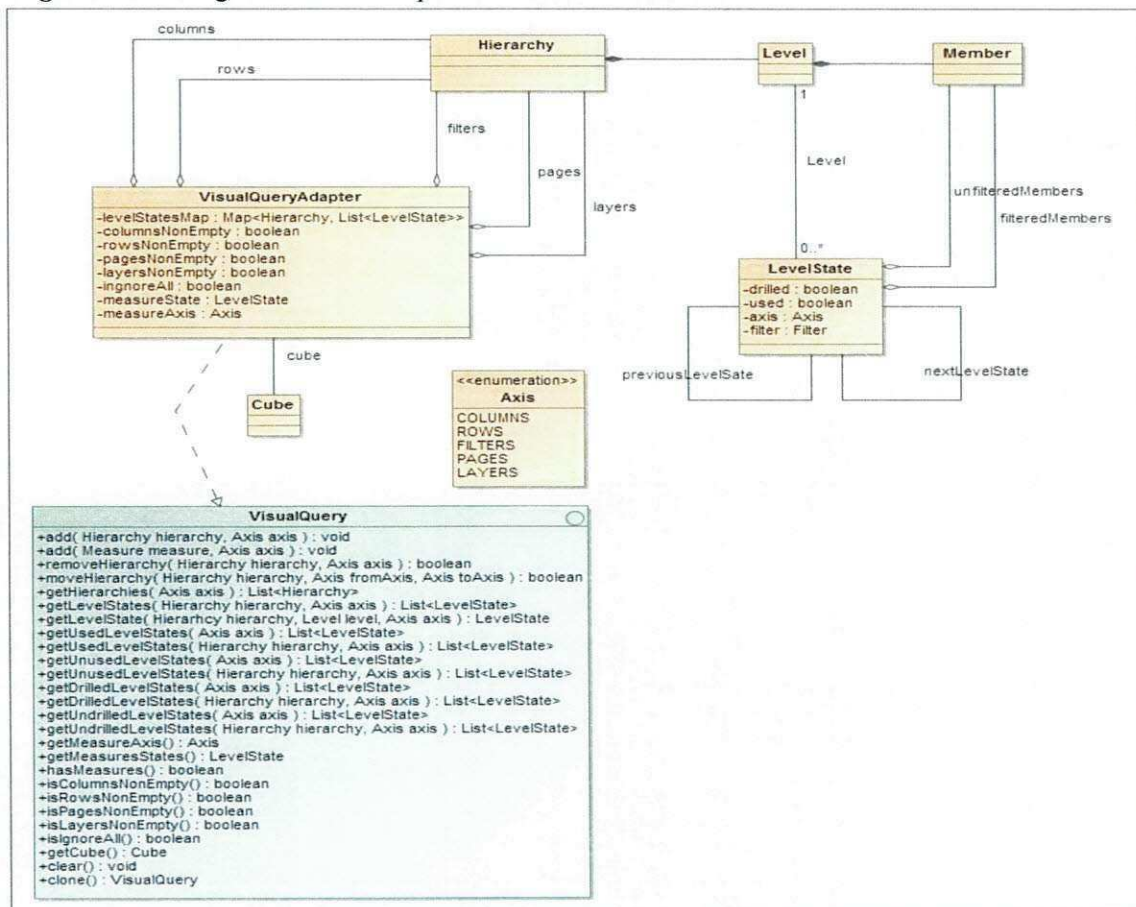 columns
Hierarchy
Level
Member
rows
filters
pages
layers
1
Level
unfilteredMembers
filteredMembers
0..*
VisualQueryAdapter
-levelStatesMap : Map<Hierarchy, List<LevelState>>
-columnsNonEmpty : boolean
-rowsNonEmpty : boolean
-pagesNonEmpty : boolean
-layersNonEmpty : boolean
-ingnoreAll : boolean
-measureState : LevelState
-measureAxis : Axis
LevelState
-drilled : boolean
-used : boolean
-axis : Axis
-filter : Filter
previousLevelSate
nextLevelState
cube
Cube
<<enumeration>>
Axis
COLUMNS
ROWS
FILTERS
PAGES
LAYERS
VisualQuery
+add( Hierarchy hierarchy, Axis axis ) : void
+add( Measure measure, Axis axis ) : void
+removeHierarchy( Hierarchy hierarchy, Axis axis ) : boolean
+moveHierarchy( Hierarchy hierarchy, Axis fromAxis, Axis toAxis ) : boolean
+getHierarchies( Axis axis ) : List<Hierarchy>
+getLevelStates( Hierarchy hierarchy, Axis axis ) : List<LevelState>
+getLevelState( Hierarhcy hierarchy, Level level, Axis axis ) : LevelState
+getUsedLevelStates( Axis axis ) : List<LevelState>
+getUsedLevelStates( Hierarchy hierarchy, Axis axis ) : List<LevelState>
+getUnusedLevelStates( Axis axis ) : List<LevelState>
+getUnusedLevelStates( Hierarchy hierarchy, Axis axis ) : List<LevelState>
+getDrilledLevelStates( Axis axis ) : List<LevelState>
+getDrilledLevelStates( Hierarchy hierarchy, Axis axis ) : List<LevelState>
+getUndrilledLevelStates( Axis axis ) : List<LevelState>
+getUndrilledLevelStates( Hierarchy hierarchy, Axis axis ) : List<LevelState>
+getMeasureAxis() : Axis
+getMeasuresStates() : LevelState
+hasMeasures() : boolean
+isColumnsNonEmpty() : boolean
+isRowsNonEmpty() : boolean
+isPagesNonEmpty() : boolean
+isLayersNonEmpty() : boolean
+isIgnoreAll() : boolean
+getCube() : Cube
+clear() : void
+clone() : VisualQuery